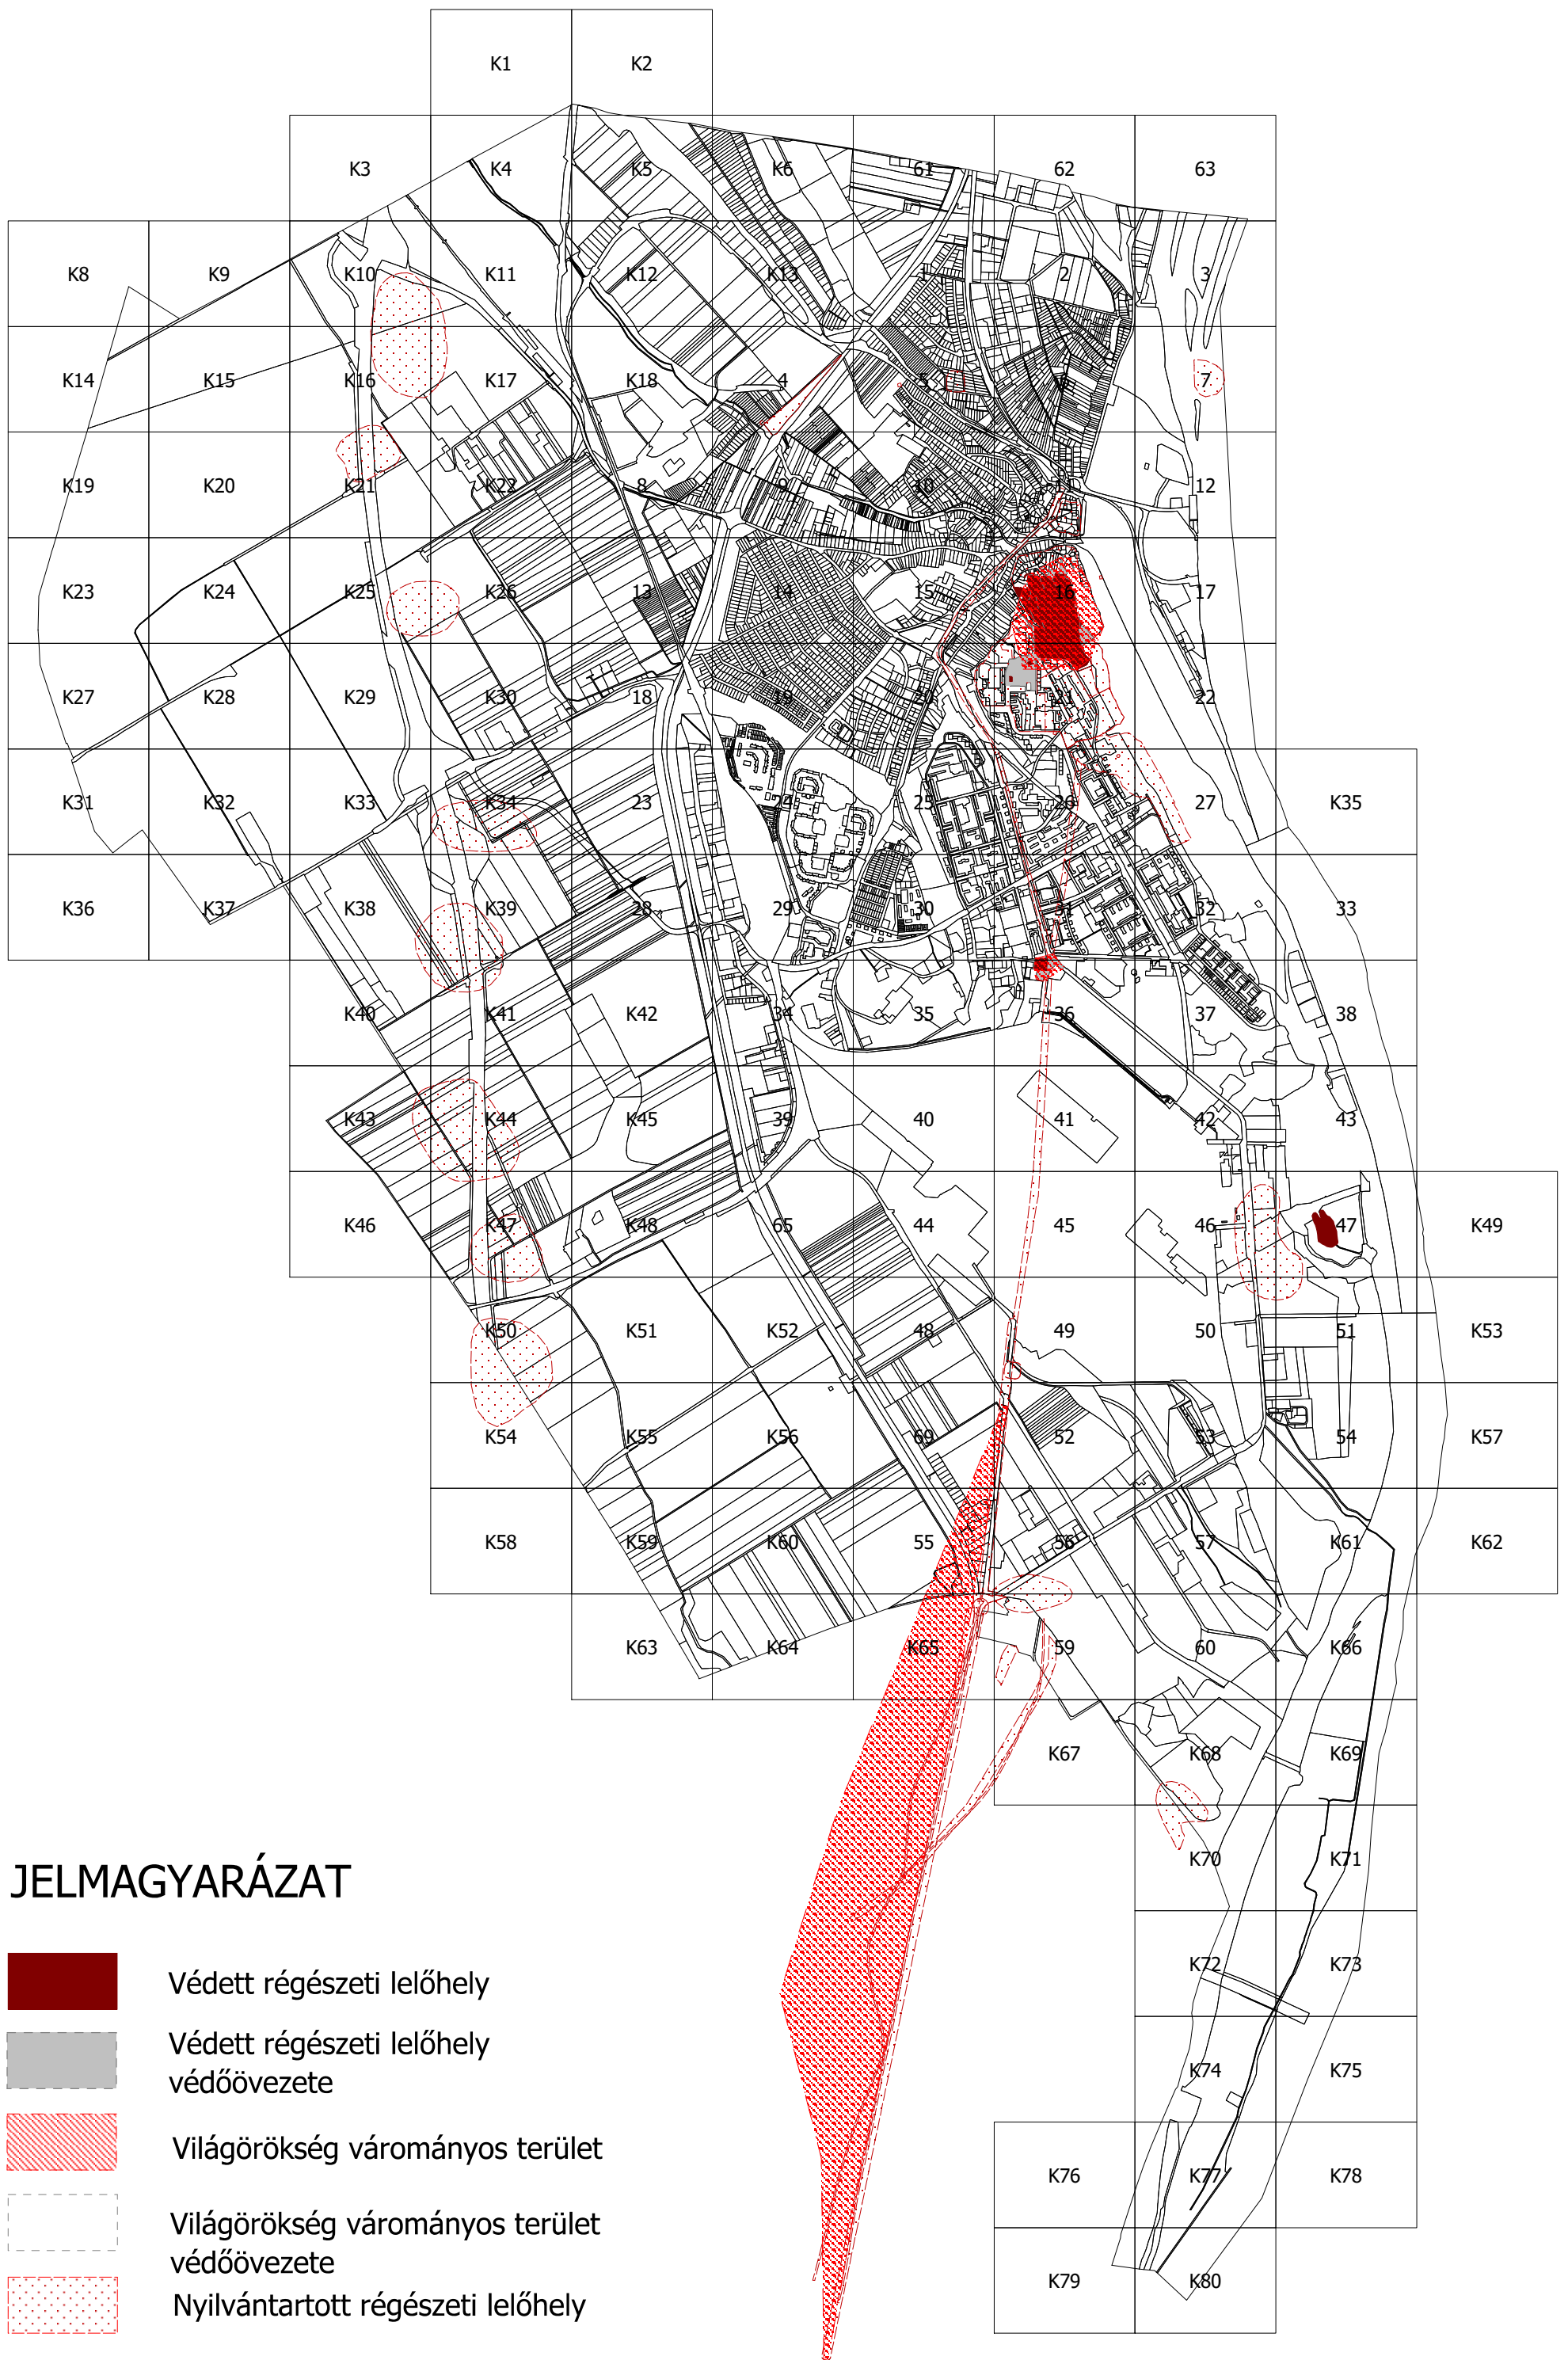 K1 K2
K3 K4 K5 K6 61 62 63
K8 K9 K10 K11 K12 K13 1 2 3
K14 K15 K16 K17 K18 4 5 6 7
K19 K20 K21 K22 8 9 10 11 12
K23 K24 K25 K26 13 14 15 16 17
K27 K28 K29 K30 18 19 20 21 22
K31 K32 K33 K34 23 24 25 26 27 K35
K36 K37 K38 K39 28 29 30 31 32 33
K40 K41 K42 34 35 36 37 38
K43 K44 K45 39 40 41 42 43
K46 K47 K48 65 44 45 46 47 K49
K50 K51 K52 48 49 50 51 K53
K54 K55 K56 69 52 53 54 K57
K58 K59 K60 55 56 57 K61 K62
K63 K64 K65 59 60 K66
K67 K68 K69
K70 K71
K72 K73
K74 K75
K76 K77 K78
K79 K80
JELMAGYARÁZAT
Védett régészeti lelőhely
Védett régészeti lelőhely
védőövezete
Világörökség várományos terület
Világörökség várományos terület
védőövezete
Nyilvántartott régészeti lelőhely